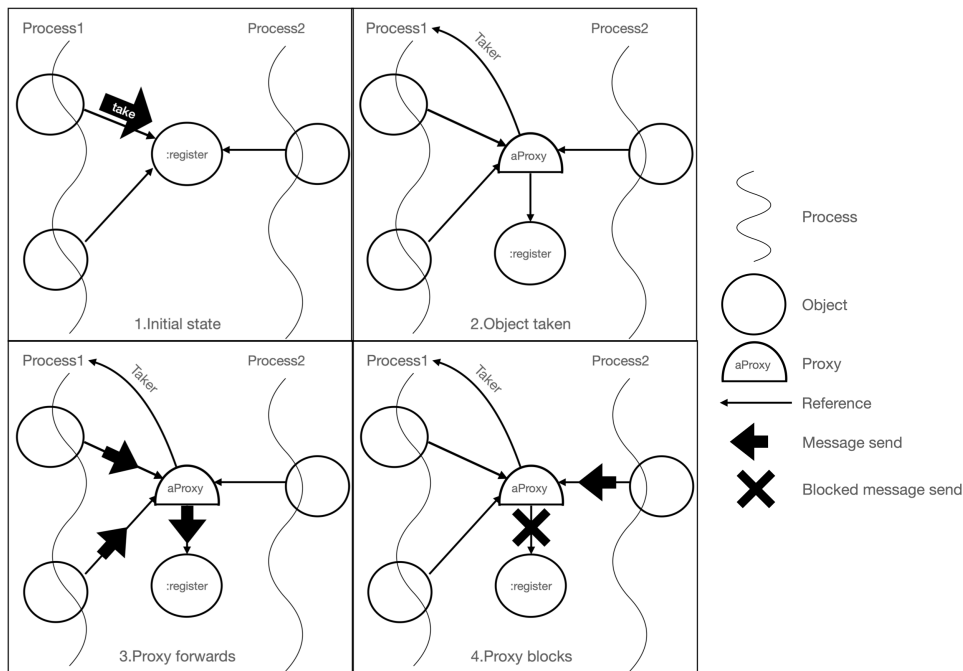 Process1
Process2
take
:register
1.Initial state
Process1
Process2
Taker
aProxy
:register
2.Object taken
Process1
Process2
Taker
aProxy
:register
3.Proxy forwards
Process1
Process2
Taker
aProxy
:register
4.Proxy blocks
Process
Object
aProxy
Proxy
Reference
Message send
Blocked message send